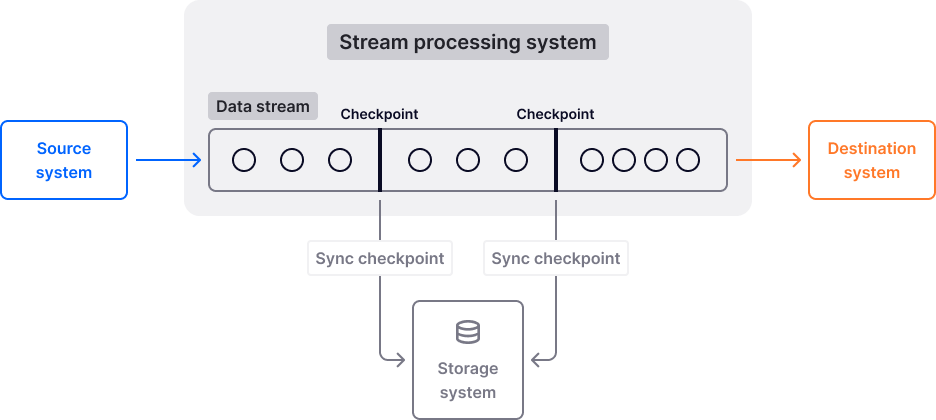 Stream processing system
Data stream
Checkpoint
Checkpoint
Source
system
Destination
system
Sync checkpoint
Sync checkpoint
Storage
system